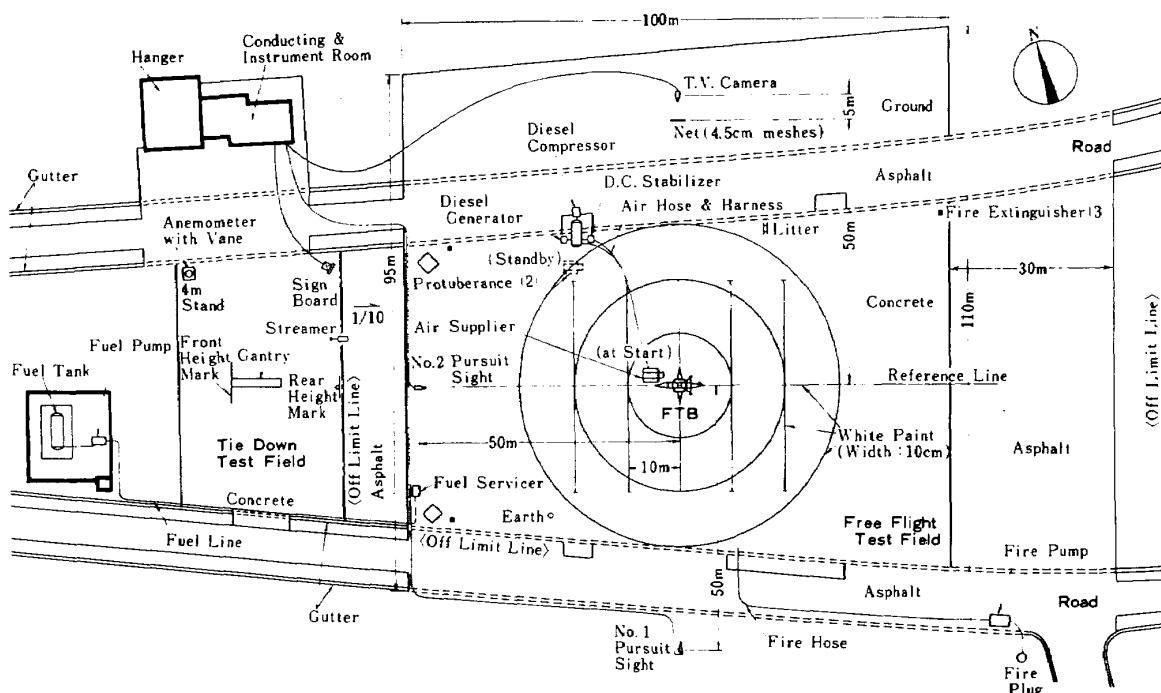 100m
N
Conducting &
Instrument Room
Hanger
T.V. Camera
5m
Ground
Net (4.5cm meshes)
Diesel
Compressor
Road
Gutter
D.C. Stabilizer
Asphalt
Diesel
Generator
Air Hose & Harness
Fire Extinguisher
Litter
Anemometer
with Vane
50m
95m
(Standby)
30m
4m
Stand
Sign
Board
Protuberance (2)
Concrete
110m
1/10
Streamer
Air Supplier
Fuel Pump
Front
Height
Mark
Gantry
(at Start)
Fuel Tank
No.2 Pursuit
Sight
Rear
Height
Mark
Reference Line
FTB
〈Off Limit Line〉
〈Off Limit Line〉
White Paint
(Width : 10cm)
50m
Tie Down
Test Field
Asphalt
Asphalt
10m
Fuel Servicer
Concrete
Earth
Free Flight
Test Field
Fuel Line
〈Off Limit Line〉
Fire Pump
50m
Asphalt
Road
Gutter
No.1
Pursuit
Sight
Fire Hose
Fire
Plug